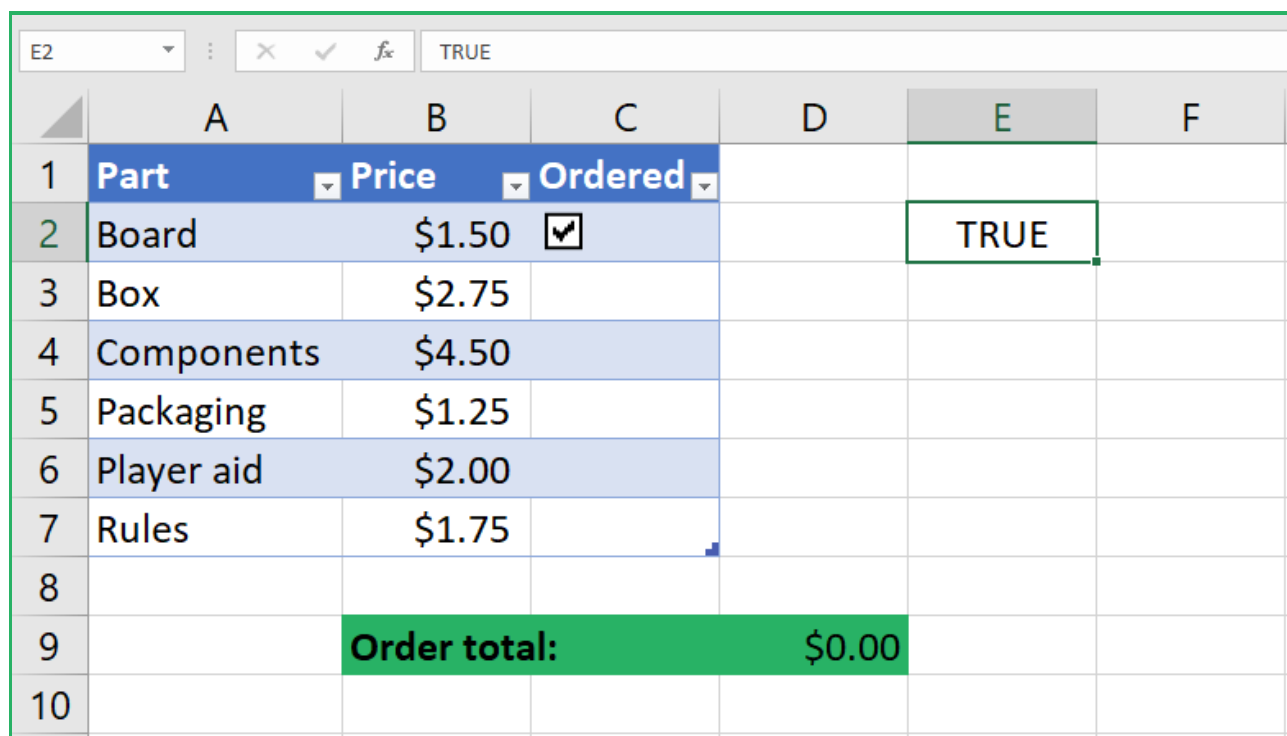 E2 fx TRUE
A B C D E F
1 Part Price Ordered
2 Board $1.50 TRUE
3 Box $2.75
4 Components $4.50
5 Packaging $1.25
6 Player aid $2.00
7 Rules $1.75
8
9 Order total: $0.00
10